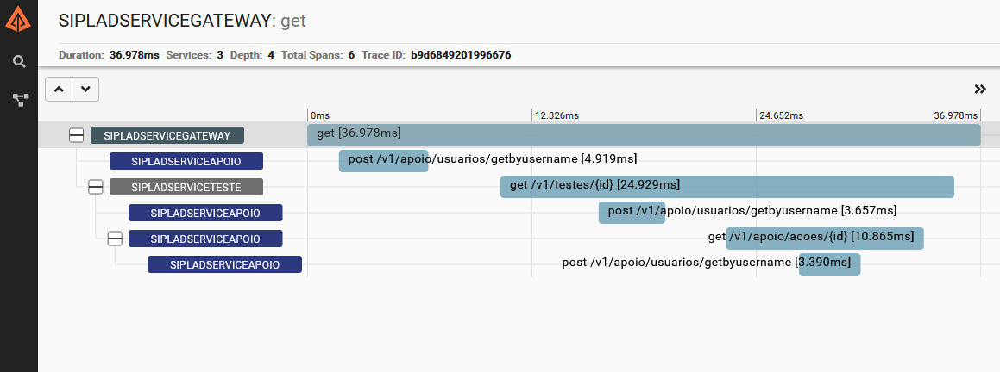 SIPLADSERVICEGATEWAY: get
Duration: 36.978ms Services: 3 Depth: 4 Total Spans: 6 Trace ID: b9d6849201996676
0ms 12.326ms 24.652ms 36.978ms
SIPLADSERVICEGATEWAY get [36.978ms]
SIPLADSERVICEAPOIO post /v1/apoio/usuarios/getbyusername [4.919ms]
SIPLADSERVICETESTE get /v1/testes/{id} [24.929ms]
SIPLADSERVICEAPOIO post /v1/apoio/usuarios/getbyusername [3.657ms]
SIPLADSERVICEAPOIO get /v1/apoio/acoes/{id} [10.865ms]
SIPLADSERVICEAPOIO post /v1/apoio/usuarios/getbyusername [3.390ms]